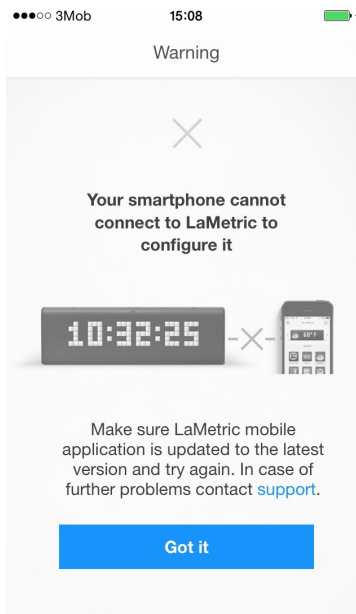 3Mob 15:08
Warning
Your smartphone cannot
connect to LaMetric to
configure it
10:32:25
60°F
Make sure LaMetric mobile
application is updated to the latest
version and try again. In case of
further problems contact support.
Got it